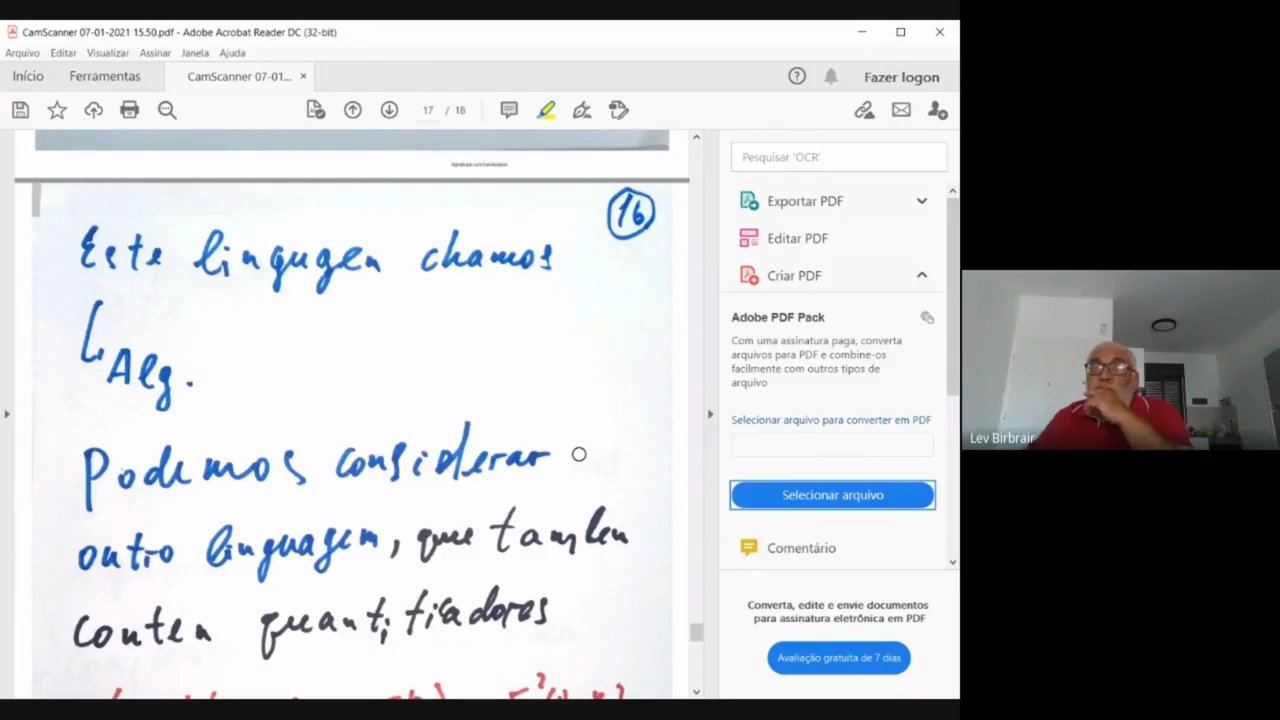 CamScanner 07-01-2021 15.50.pdf - Adobe Acrobat Reader DC (32-bit)
Arquivo Editar Visualizar Assinar Janela Ajuda
Início Ferramentas CamScanner 07-01... × Fazer logon
17 / 18
Digitalizado com CamScanner
16
Este lingugen chamos
LAlg.
Podemos considerar
outro linguagem, que tamben
conten quantificadores
Pesquisar 'OCR'
Exportar PDF
Editar PDF
Criar PDF
Adobe PDF Pack
Com uma assinatura paga, converta
arquivos para PDF e combine-os
facilmente com outros tipos de
arquivo
Selecionar arquivo para converter em PDF
Selecionar arquivo
Comentário
Converta, edite e envie documentos
para assinatura eletrônica em PDF
Avaliação gratuita de 7 dias
Lev Birbrair